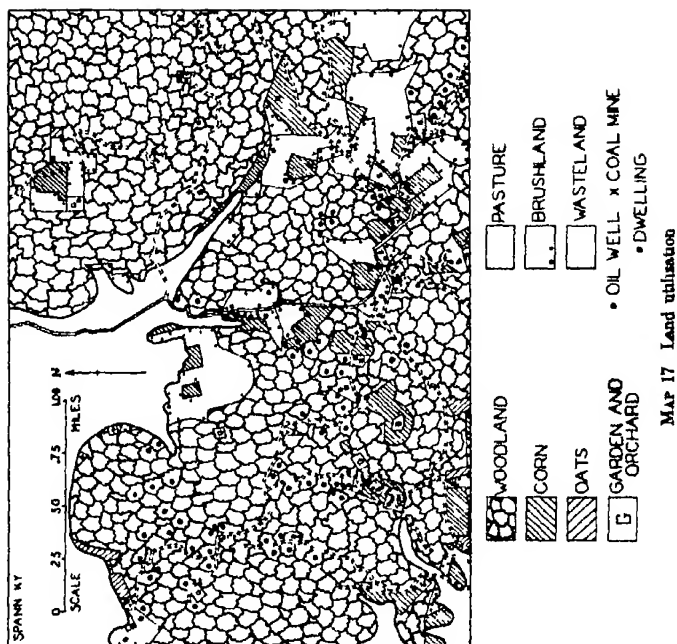 SPANN KY
0 25 50 .75 1.00 N
SCALE MILES
WOODLAND
CORN
OATS
G GARDEN AND
ORCHARD
PASTURE
BRUSHLAND
WASTELAND
• OIL WELL x COAL MINE
• DWELLING
MAP 17 Land utilisation